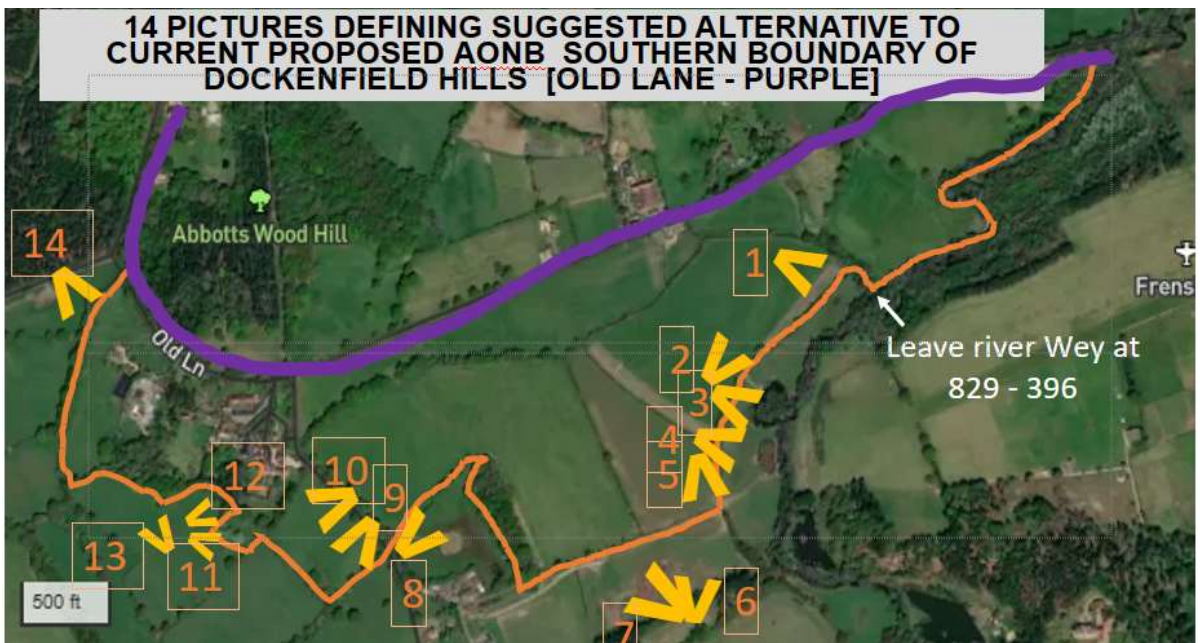 14 PICTURES DEFINING SUGGESTED ALTERNATIVE TO
CURRENT PROPOSED AONB SOUTHERN BOUNDARY OF
DOCKENFIELD HILLS [OLD LANE - PURPLE]
Abbotts Wood Hill
14
1
Frens
Old Ln
Leave river Wey at
829 - 396
2
3
4
5
12
10
9
13
11
8
6
7
500 ft